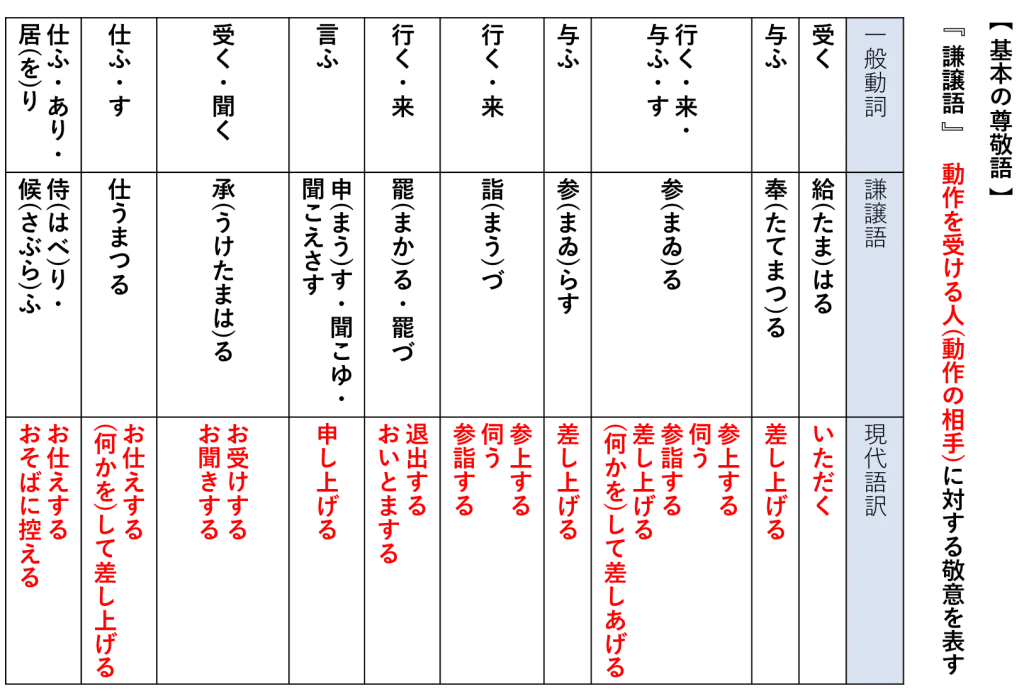 【基本の尊敬語】
『謙譲語』 動作を受ける人(動作の相手)に対する敬意を表す
一般動詞
謙譲語
現代語訳
受く
給(たま)はる
いただく
与ふ
奉(たてまつ)る
差し上げる
行く・来・
与ふ・す
参(まゐ)る
参上する
伺う
参詣する
差し上げる
(何かを)して差しあげる
与ふ
参(まゐ)らす
差し上げる
行く・来
詣(まう)づ
参上する
伺う
参詣する
行く・来
罷(まか)る・罷づ
退出する
おいとまする
言ふ
申(まう)す・聞こゆ・
聞こえさす
申し上げる
受く・聞く
承(うけたまは)る
お受けする
お聞きする
仕ふ・す
仕うまつる
お仕えする
(何かを)して差し上げる
仕ふ・あり・
居(を)り
侍(はべ)り・
候(さぶら)ふ
お仕えする
おそばに控える